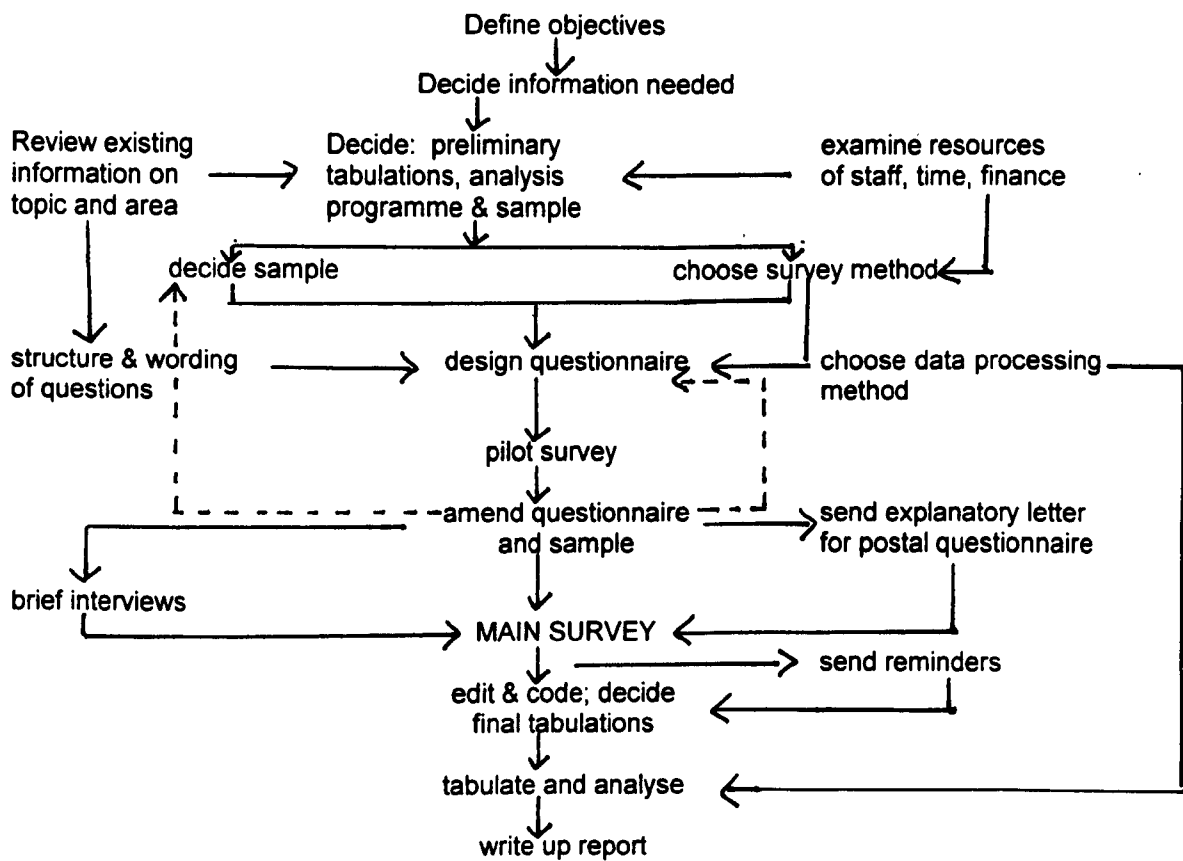 Define objectives
Decide information needed
Review existing
information on
topic and area
Decide: preliminary
tabulations, analysis
programme & sample
examine resources
of staff, time, finance
decide sample
choose survey method
structure & wording
of questions
design questionnaire
choose data processing
method
pilot survey
amend questionnaire
and sample
send explanatory letter
for postal questionnaire
brief interviews
MAIN SURVEY
send reminders
edit & code; decide
final tabulations
tabulate and analyse
write up report